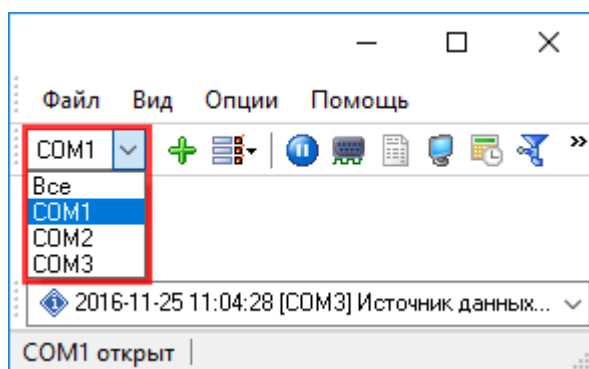 Файл Вид Опции Помощь
COM1
Все
COM1
COM2
COM3
2016-11-25 11:04:28 [COM3] Источник данных...
COM1 открыт